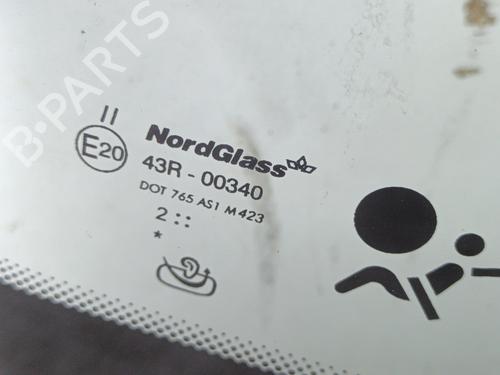 B-PARTS
II
E20
NordGlass
43R - 00340
DOT 765 AS1 M423
2 ::
*